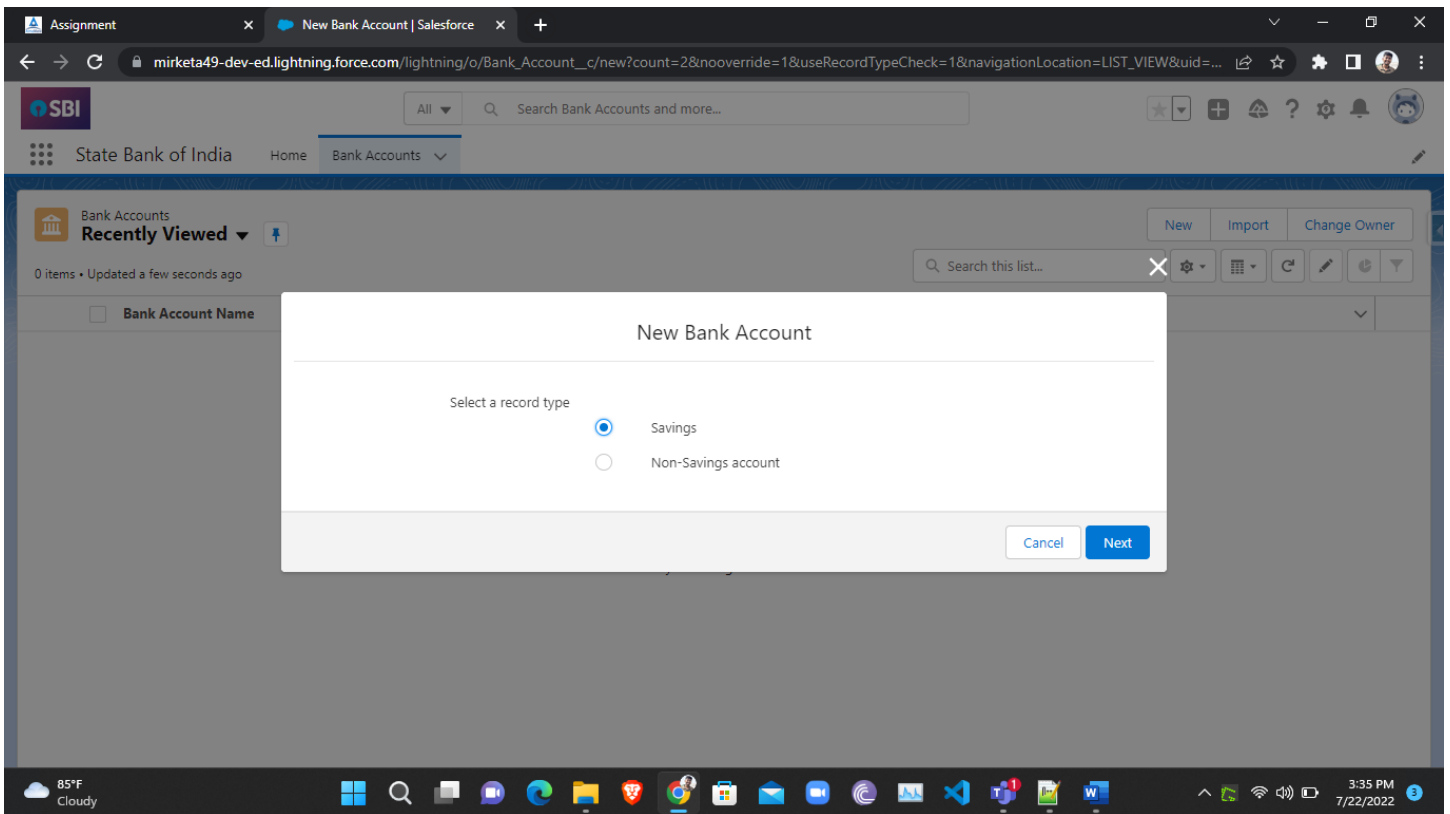 Assignment
New Bank Account | Salesforce
mirketa49-dev-ed.lightning.force.com/lightning/o/Bank_Account__c/new?count=2&nooverride=1&useRecordTypeCheck=1&navigationLocation=LIST_VIEW&uid=...
SBI
All
Search Bank Accounts and more...
State Bank of India
Home
Bank Accounts
Bank Accounts
Recently Viewed
New
Import
Change Owner
0 items • Updated a few seconds ago
Search this list...
Bank Account Name
New Bank Account
Select a record type
Savings
Non-Savings account
Cancel
Next
85°F
Cloudy
1
3:35 PM
7/22/2022
3